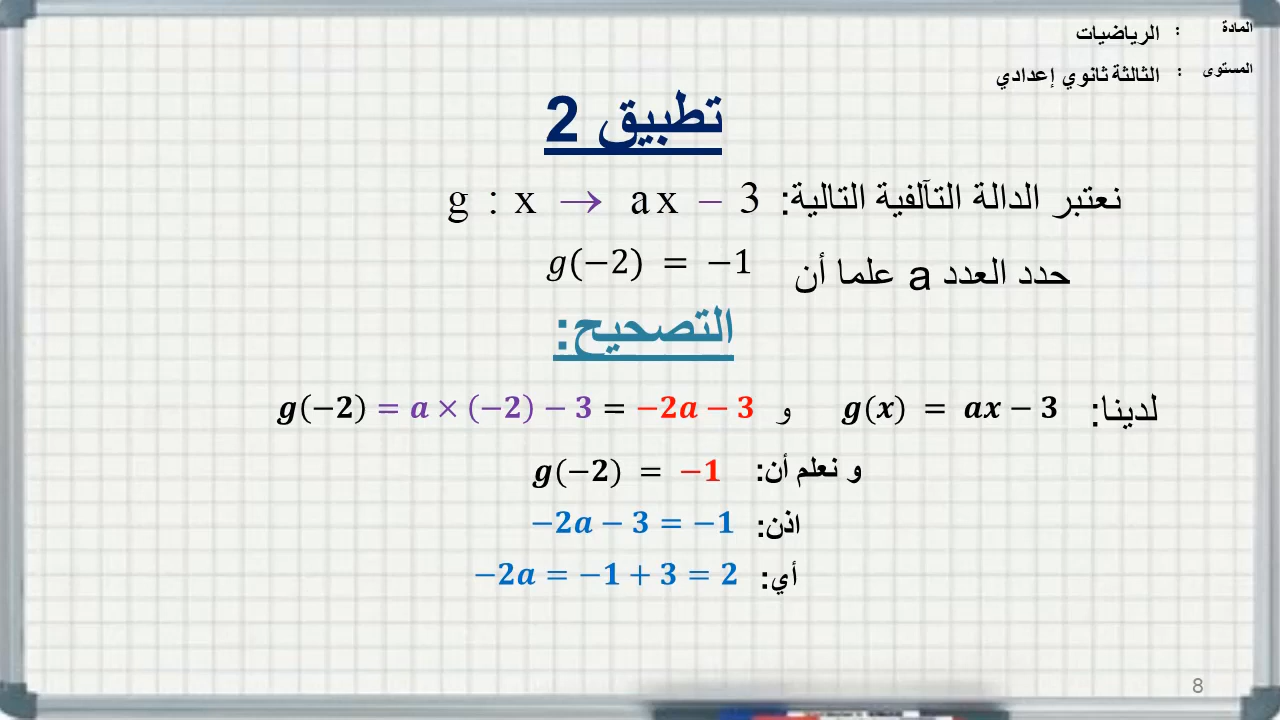 المادة : الرياضيات
المستوى : الثالثة ثانوي إعدادي
تطبيق 2
نعتبر الدالة التآلفية التالية: g : x → ax – 3
حدد العدد a علما أن g(−2) = −1
التصحيح:
لدينا: g(x) = ax − 3 و g(−2) = a × (−2) − 3 = −2a − 3
و نعلم أن: g(−2) = −1
اذن: −2a − 3 = −1
أي: −2a = −1 + 3 = 2
8